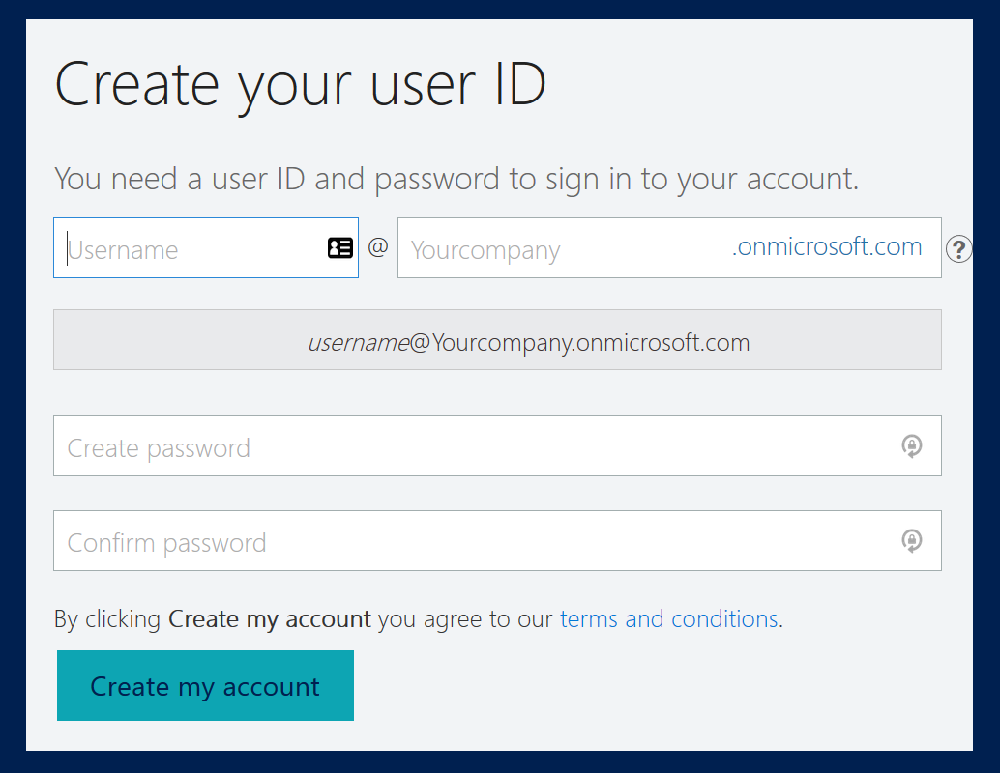 Create your user ID
You need a user ID and password to sign in to your account.
Username @ Yourcompany .onmicrosoft.com ?
username@Yourcompany.onmicrosoft.com
Create password
Confirm password
By clicking Create my account you agree to our terms and conditions.
Create my account